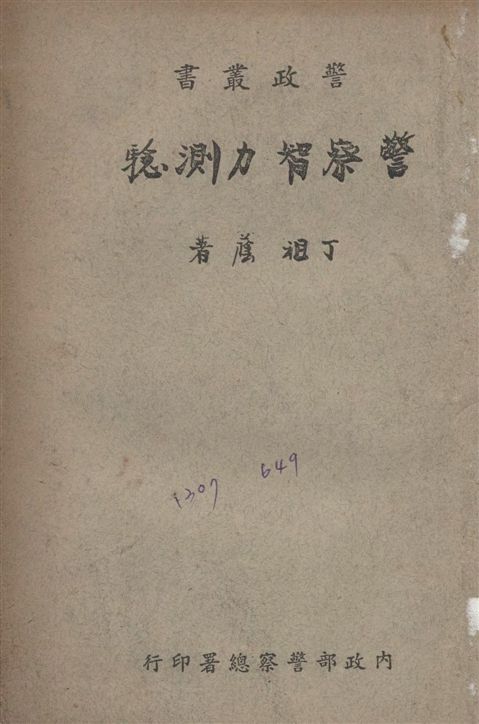 警政叢書
警察智力測驗
丁祖蔭著
1307 649
內政部警察總署印行